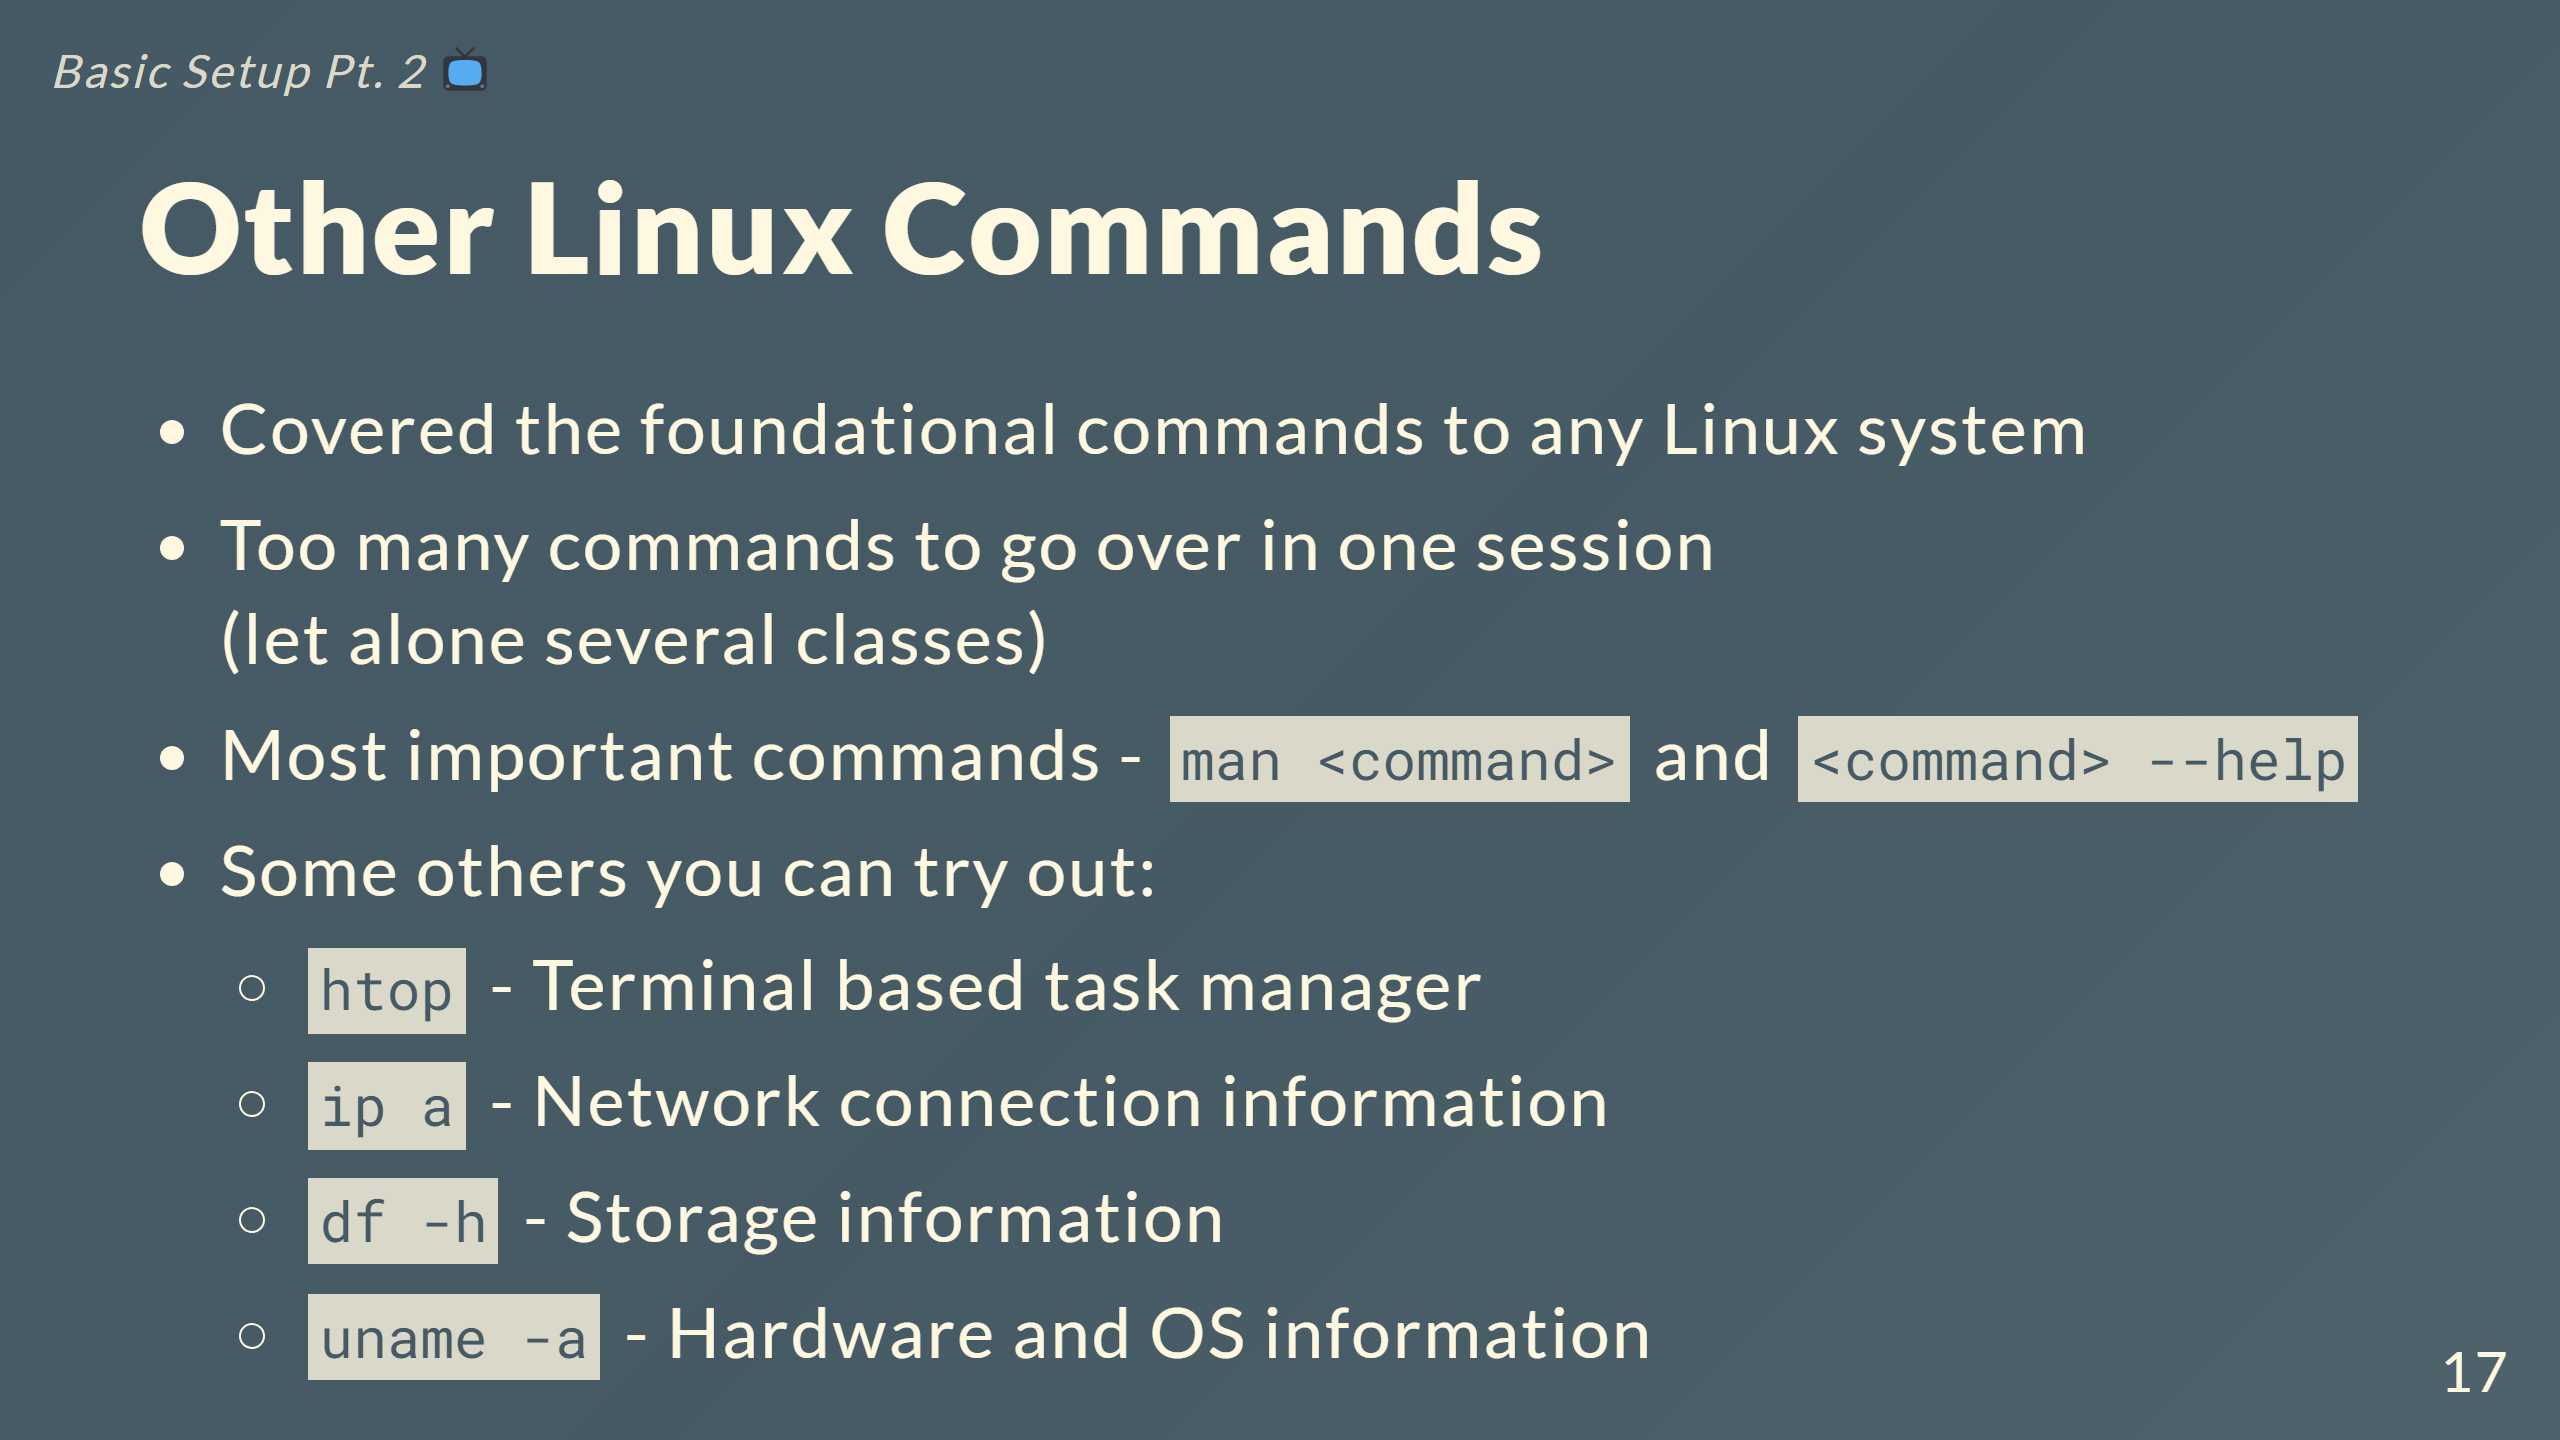 Basic Setup Pt. 2
Other Linux Commands
Covered the foundational commands to any Linux system
Too many commands to go over in one session
(let alone several classes)
Most important commands - man <command> and <command> --help
Some others you can try out:
htop - Terminal based task manager
ip a - Network connection information
df -h - Storage information
uname -a - Hardware and OS information
17